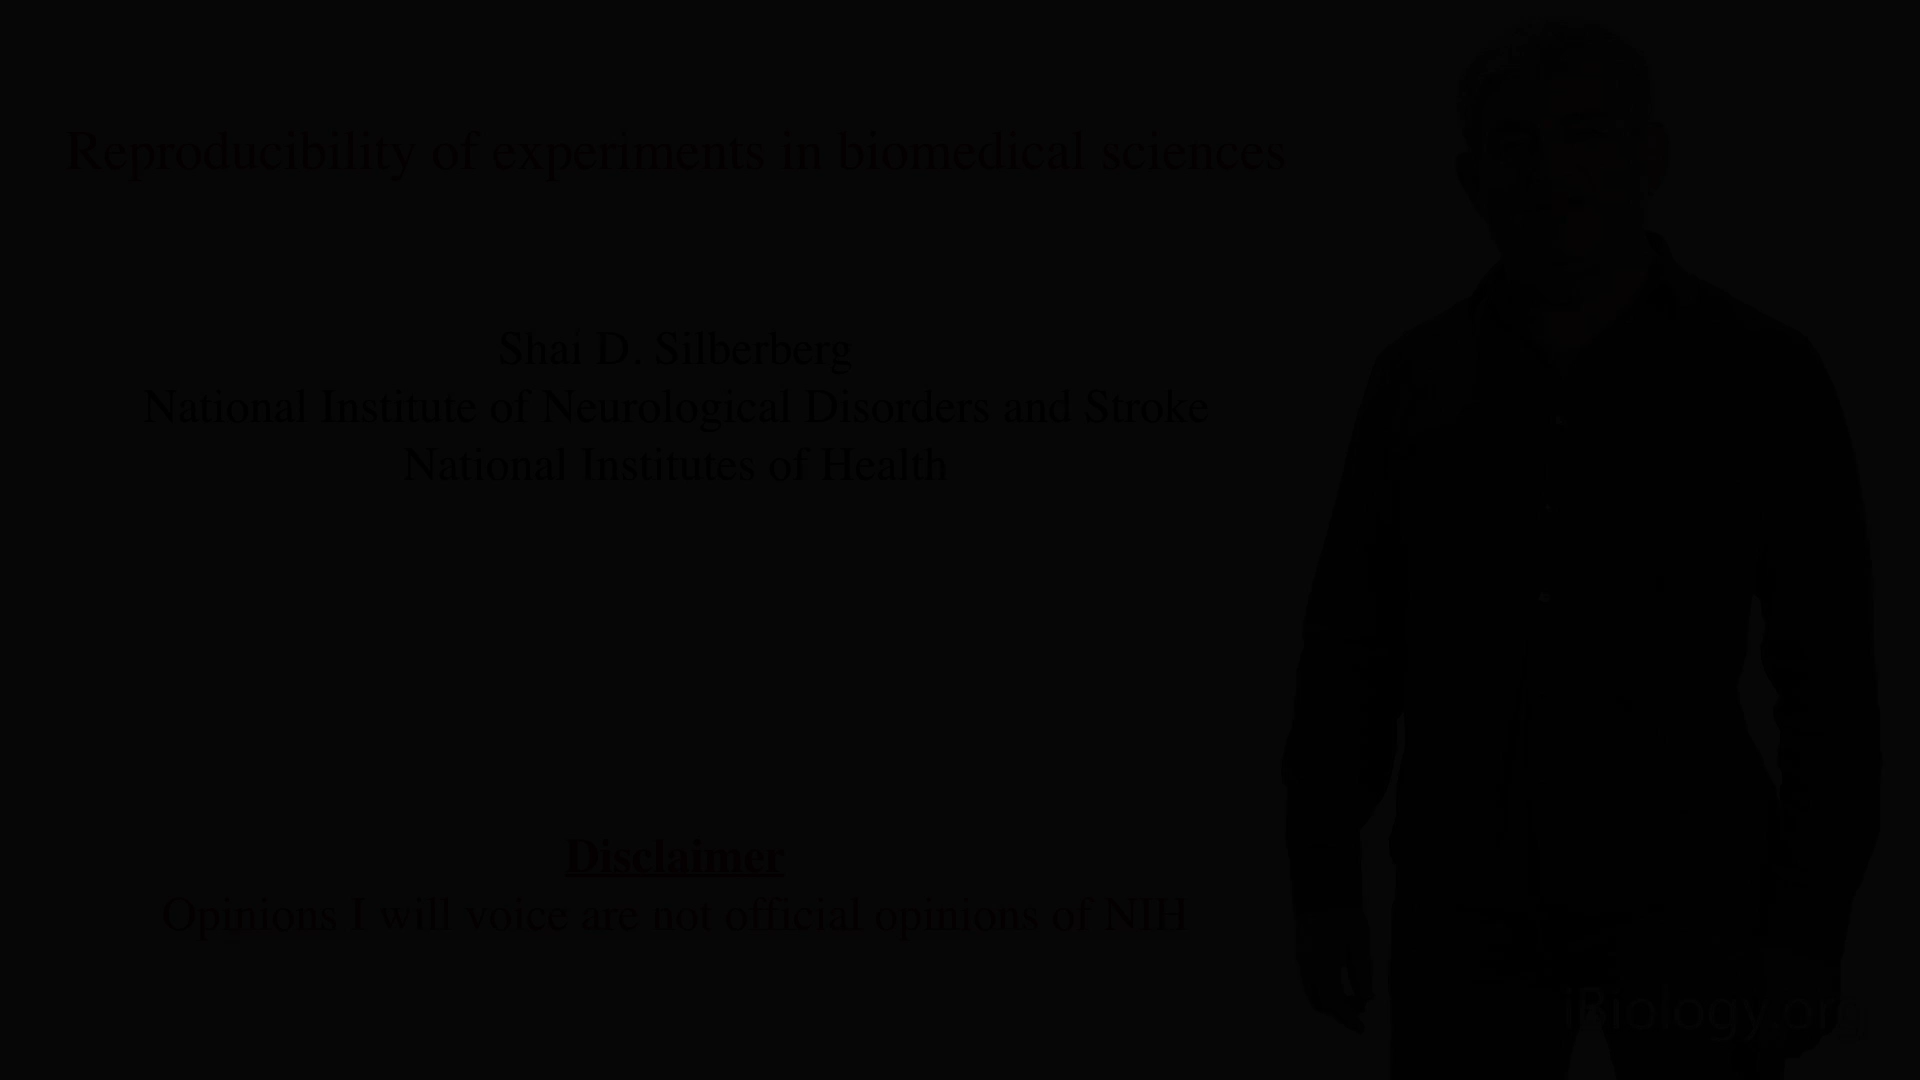 Reproducibility of experiments in biomedical sciences
Shai D. Silberberg
National Institute of Neurological Disorders and Stroke
National Institutes of Health
Disclaimer
Opinions I will voice are not official opinions of NIH
iBiology.org